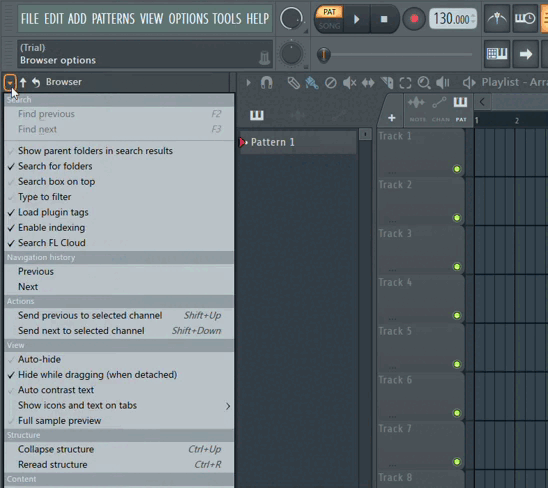 FILE EDIT ADD PATTERNS VIEW OPTIONS TOOLS HELP
PAT
SONG
130.000
(Trial)
Browser options
Browser
Playlist - Arra
Search
Find previous F2
Find next F3
Show parent folders in search results
Search for folders
Search box on top
Type to filter
Load plugin tags
Enable indexing
Search FL Cloud
Navigation history
Previous
Next
Actions
Send previous to selected channel Shift+Up
Send next to selected channel Shift+Down
View
Auto-hide
Hide while dragging (when detached)
Auto contrast text
Show icons and text on tabs
Full sample preview
Structure
Collapse structure Ctrl+Up
Reread structure Ctrl+R
Content
Pattern 1
NOTE CHAN PAT
1 2
Track 1
Track 2
Track 3
Track 4
Track 5
Track 6
Track 7
Track 8